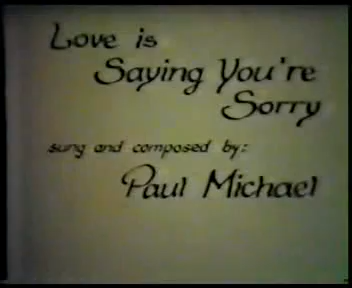 Love is
Saying You're
Sorry
sung and composed by:
Paul Michael